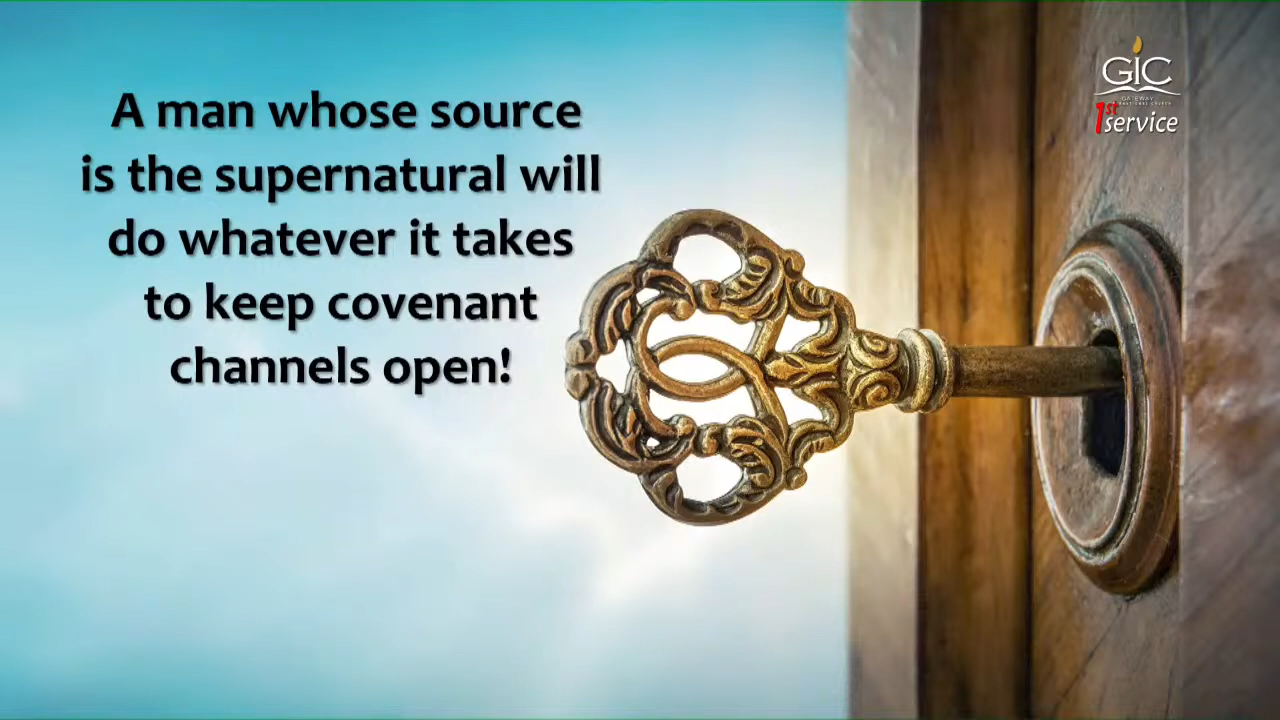 A man whose source
is the supernatural will
do whatever it takes
to keep covenant
channels open!
GIC
GATEWAY
1st service